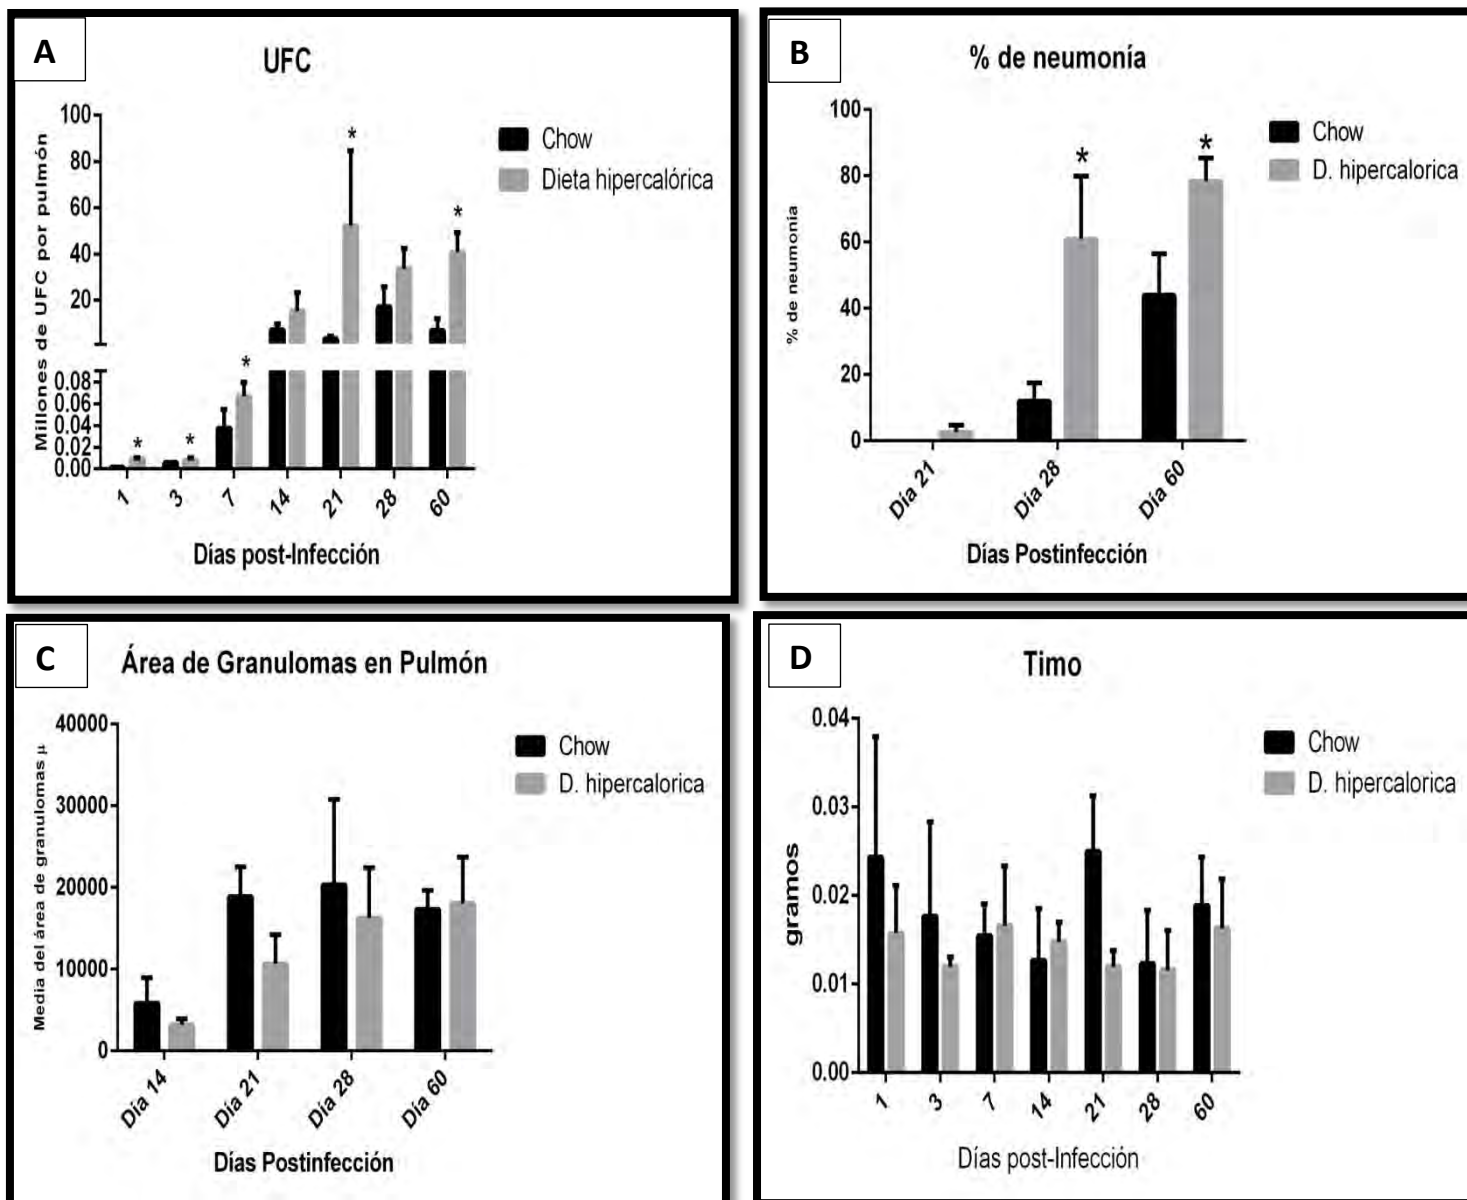 A
UFC
Millones de UFC por pulmón
100
80
60
40
20
0.08
0.06
0.04
0.02
0.00
* * * * *
1 3 7 14 21 28 60
Días post-Infección
Chow
Dieta hipercalórica
B
% de neumonía
% de neumonía
100
80
60
40
20
0
* *
Día 21 Día 28 Día 60
Días Postinfección
Chow
D. hipercalorica
C
Área de Granulomas en Pulmón
Media del área de granulomas µ
40000
30000
20000
10000
0
Día 14 Día 21 Día 28 Día 60
Días Postinfección
Chow
D. hipercalorica
D
Timo
gramos
0.04
0.03
0.02
0.01
0.00
1 3 7 14 21 28 60
Días post-Infección
Chow
D. hipercalorica